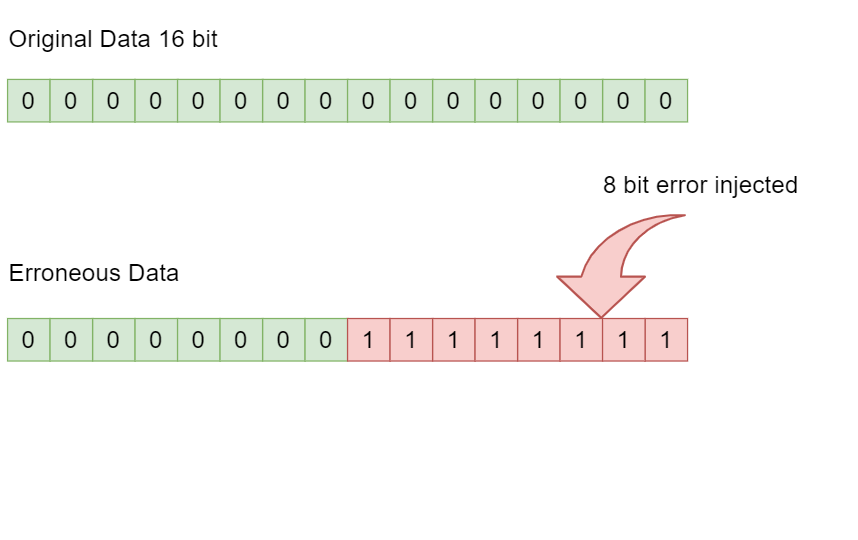 Original Data 16 bit
0 0 0 0 0 0 0 0 0 0 0 0 0 0 0 0
8 bit error injected
Erroneous Data
0 0 0 0 0 0 0 0 1 1 1 1 1 1 1 1